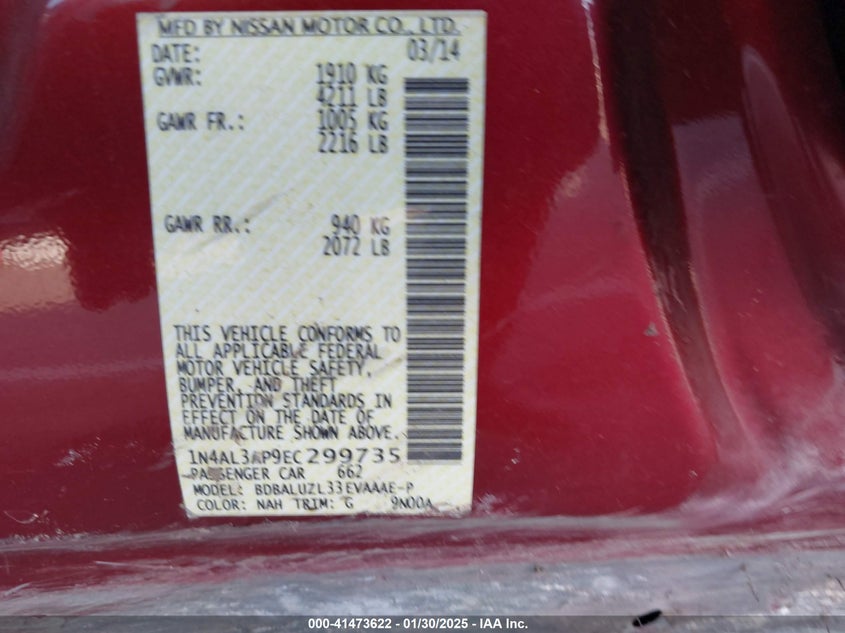 MFD BY NISSAN MOTOR CO., LTD.
DATE: 03/14
GVWR: 1910 KG
4211 LB
GAWR FR.: 1005 KG
2216 LB
GAWR RR.: 940 KG
2072 LB
THIS VEHICLE CONFORMS TO
ALL APPLICABLE FEDERAL
MOTOR VEHICLE SAFETY,
BUMPER, AND THEFT
PREVENTION STANDARDS IN
EFFECT ON THE DATE OF
MANUFACTURE SHOWN ABOVE.
1N4AL3AP9EC299735
PASSENGER CAR 662
MODEL: BDBALUZL33EVAAAE-P
COLOR: NAH TRIM: G 9N00A
000-41473622 - 01/30/2025 - IAA Inc.